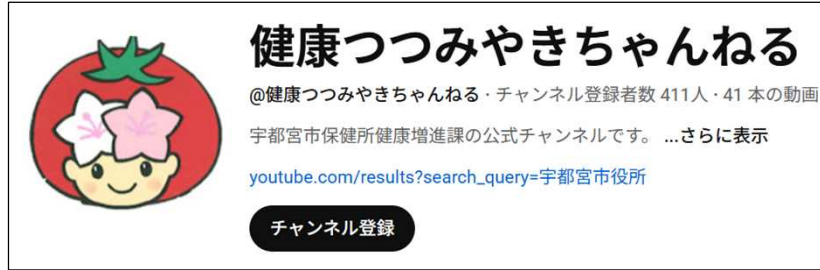 健康つつみやきちゃんねる
@健康つつみやきちゃんねる・チャンネル登録者数 411人・41 本の動画
宇都宮市保健所健康増進課の公式チャンネルです。 ...さらに表示
youtube.com/results?search_query=宇都宮市役所
チャンネル登録